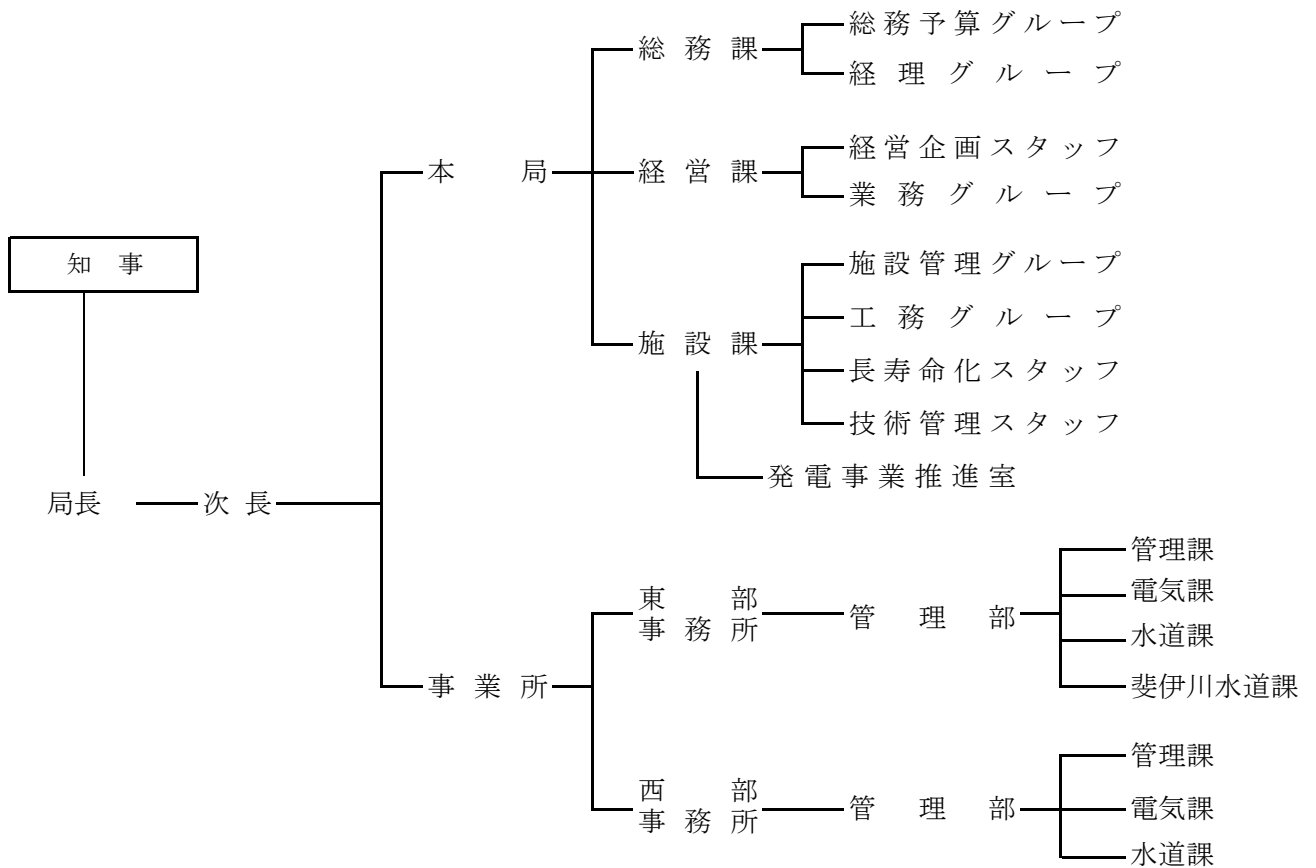 総務予算グループ
総務課
経理グループ
経営企画スタッフ
本局
経営課
業務グループ
知事
施設管理グループ
工務グループ
施設課
長寿命化スタッフ
技術管理スタッフ
発電事業推進室
局長
次長
管理課
電気課
東部
事務所
管理部
水道課
事業所
斐伊川水道課
管理課
西部
事務所
管理部
電気課
水道課